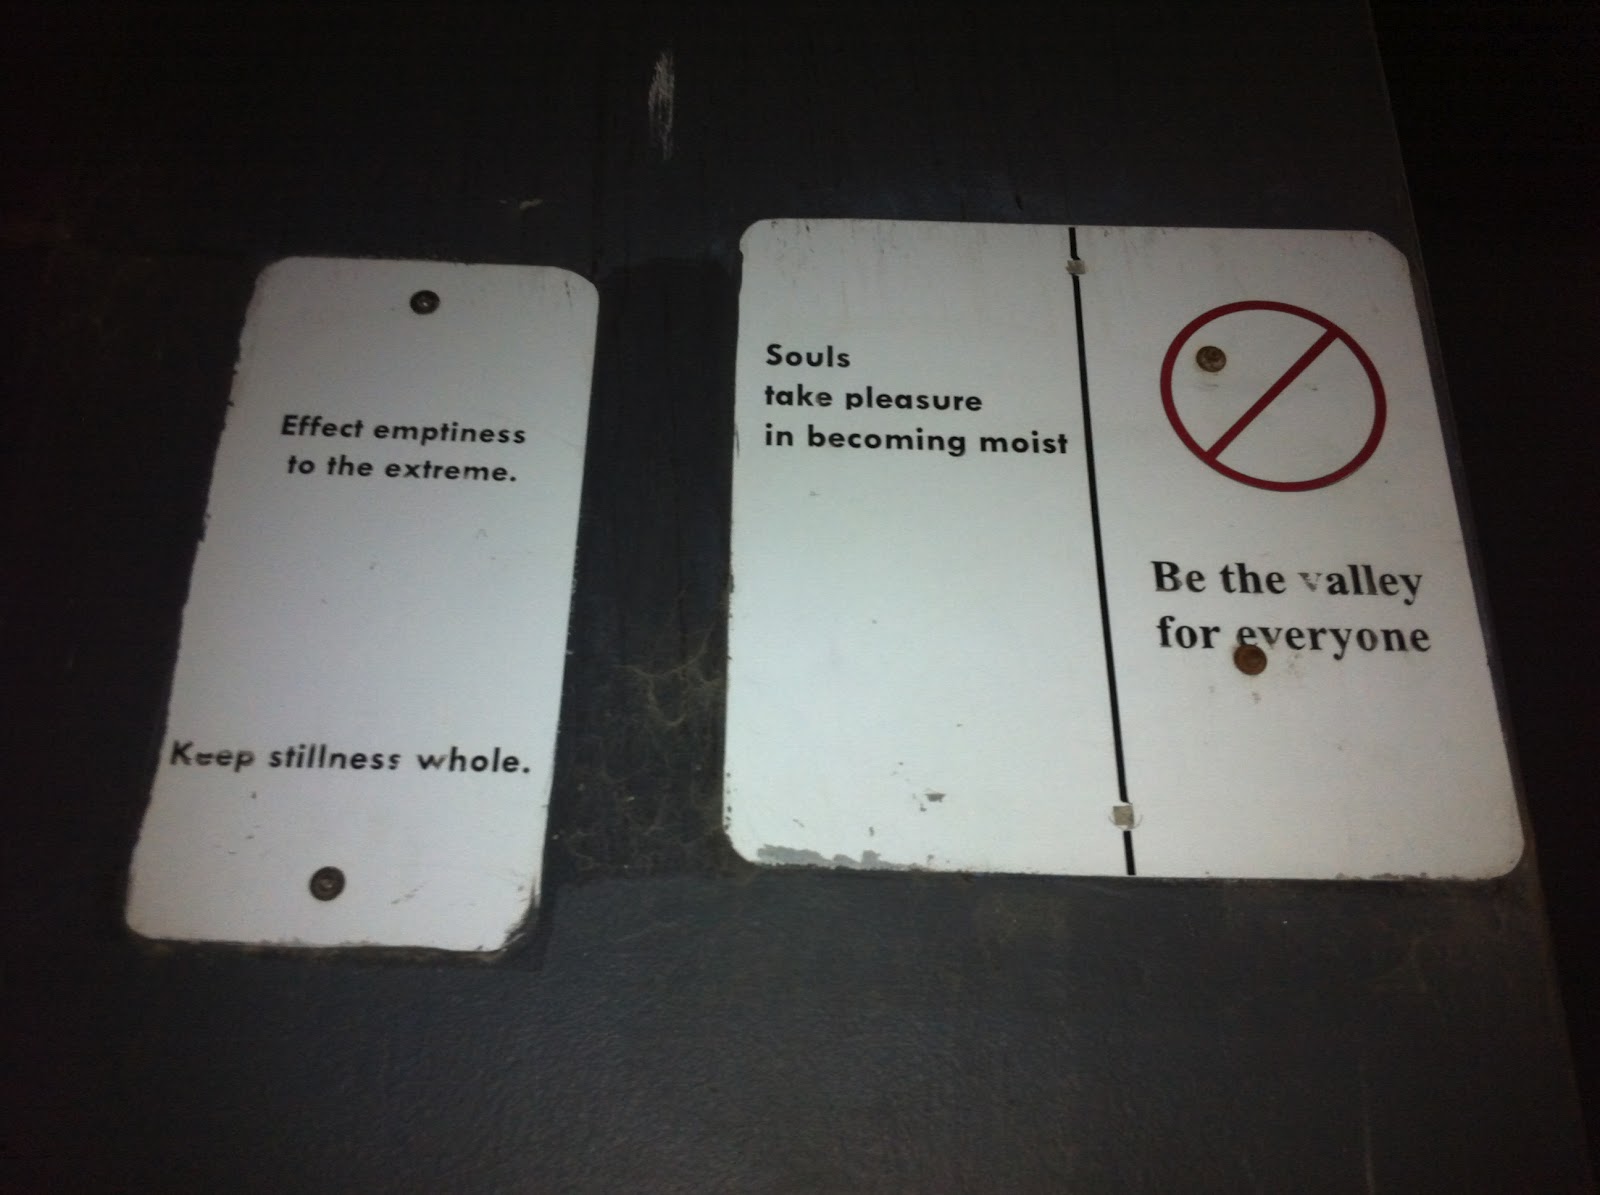 Effect emptiness
to the extreme.
Keep stillness whole.
Souls
take pleasure
in becoming moist
Be the valley
for everyone